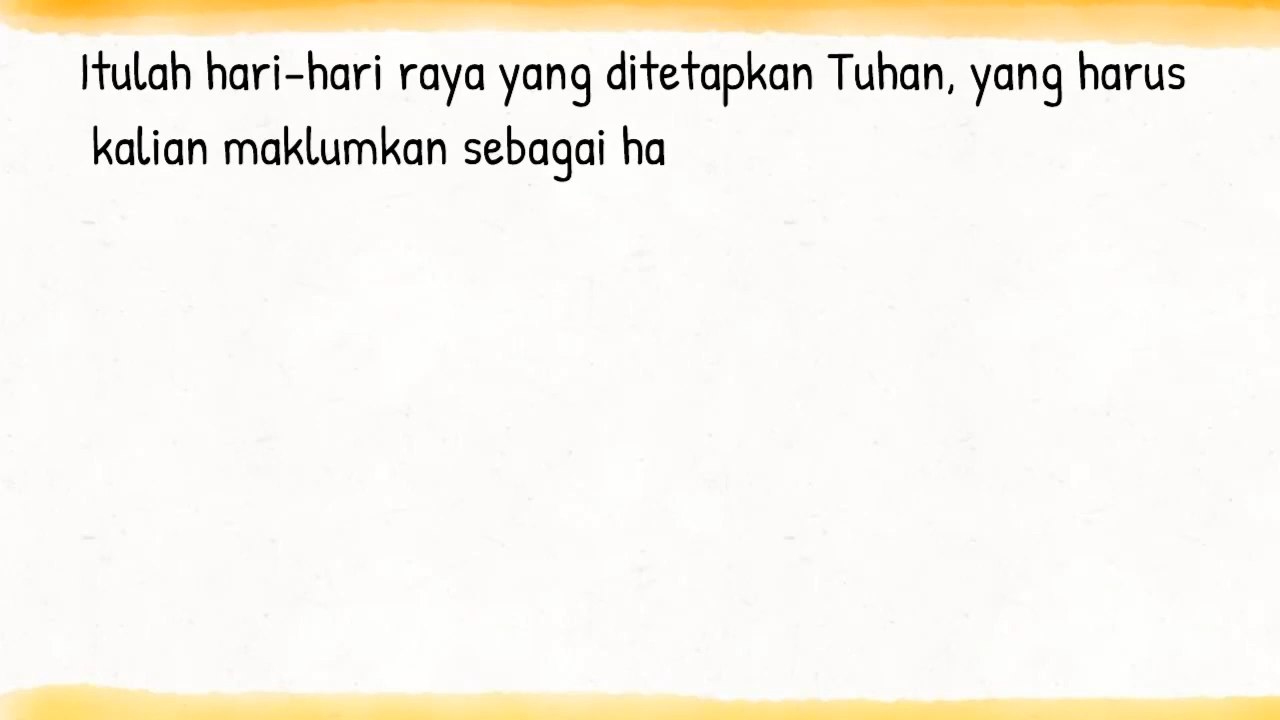 Itulah hari-hari raya yang ditetapkan Tuhan, yang harus
kalian maklumkan sebagai ha